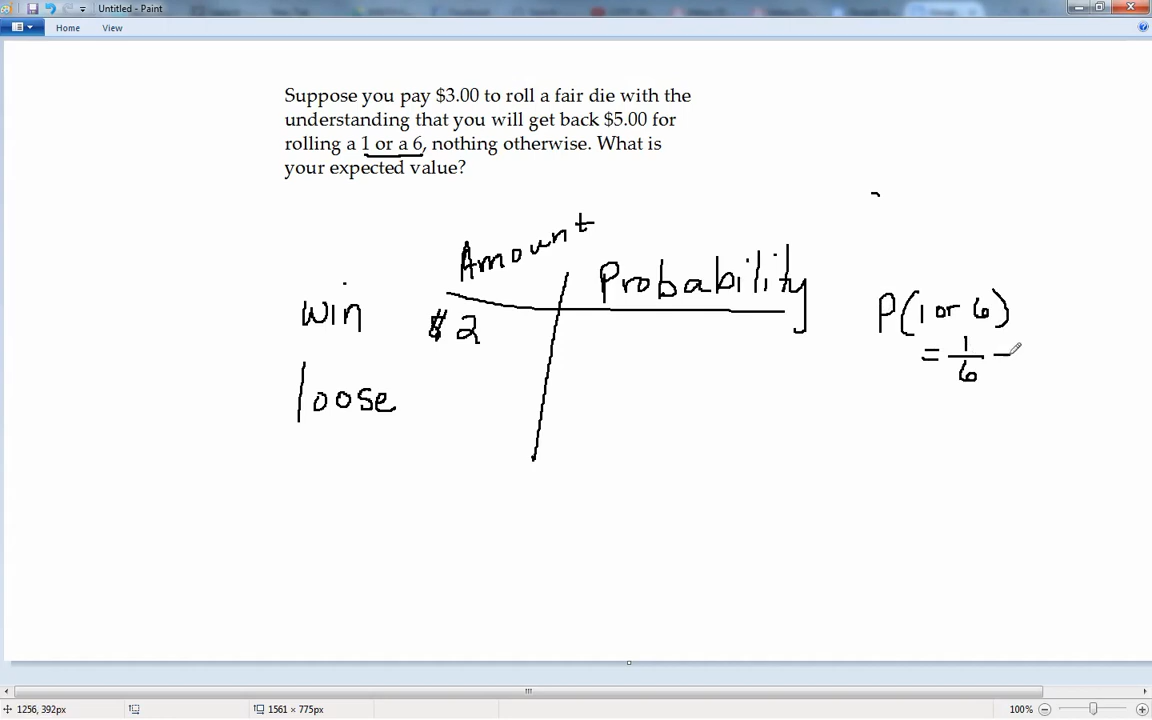 Untitled - Paint
Home View
Suppose you pay $3.00 to roll a fair die with the
understanding that you will get back $5.00 for
rolling a 1 or a 6, nothing otherwise. What is
your expected value?
Amount Probability
win $2
loose
P(1 or 6)
= 1/6 -
1256, 392px 1561 × 775px 100%